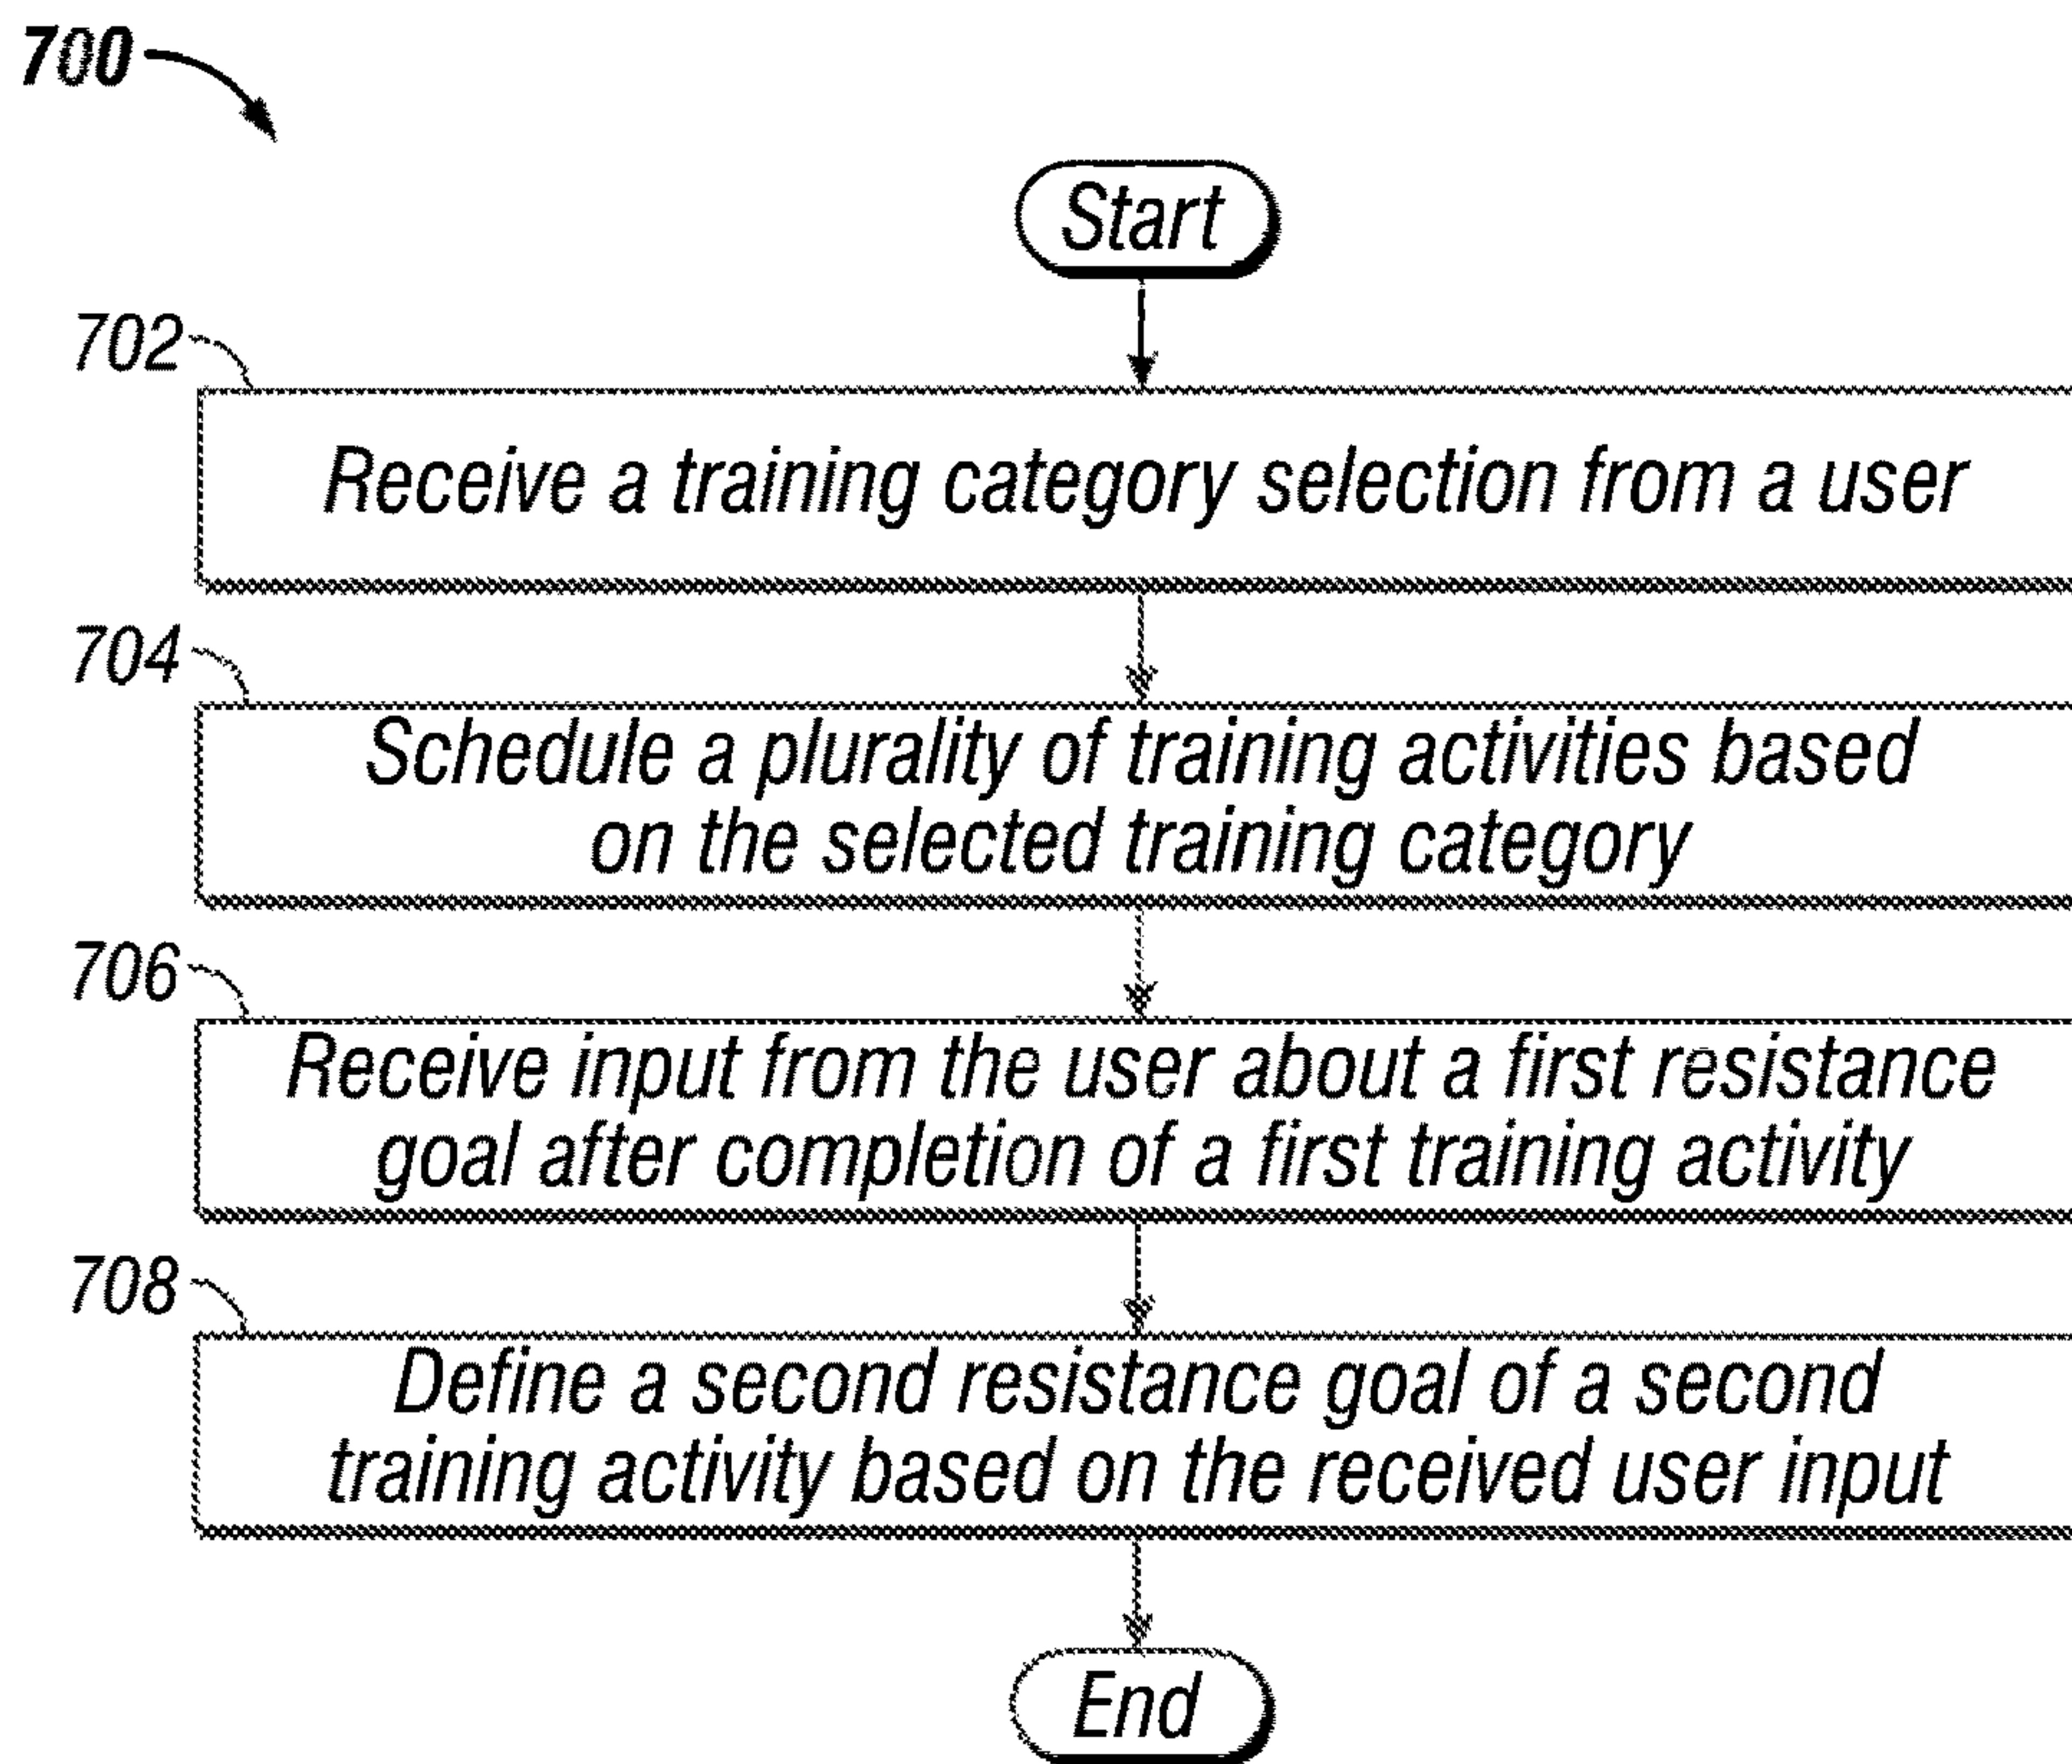 700
Start
702
Receive a training category selection from a user
704
Schedule a plurality of training activities based
on the selected training category
706
Receive input from the user about a first resistance
goal after completion of a first training activity
708
Define a second resistance goal of a second
training activity based on the received user input
End